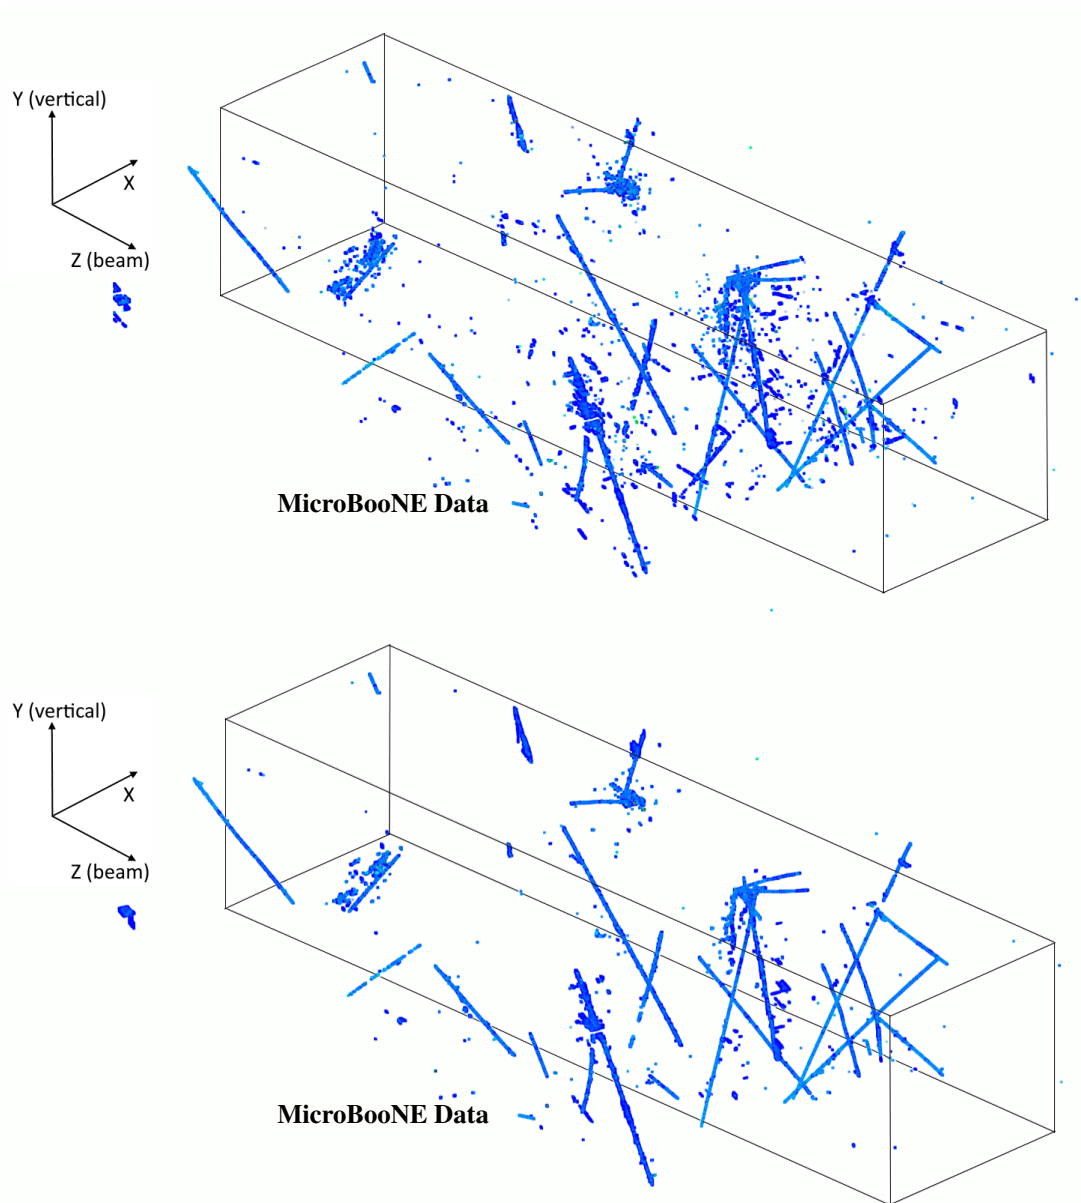 Y (vertical)
X
Z (beam)
MicroBooNE Data
Y (vertical)
X
Z (beam)
MicroBooNE Data